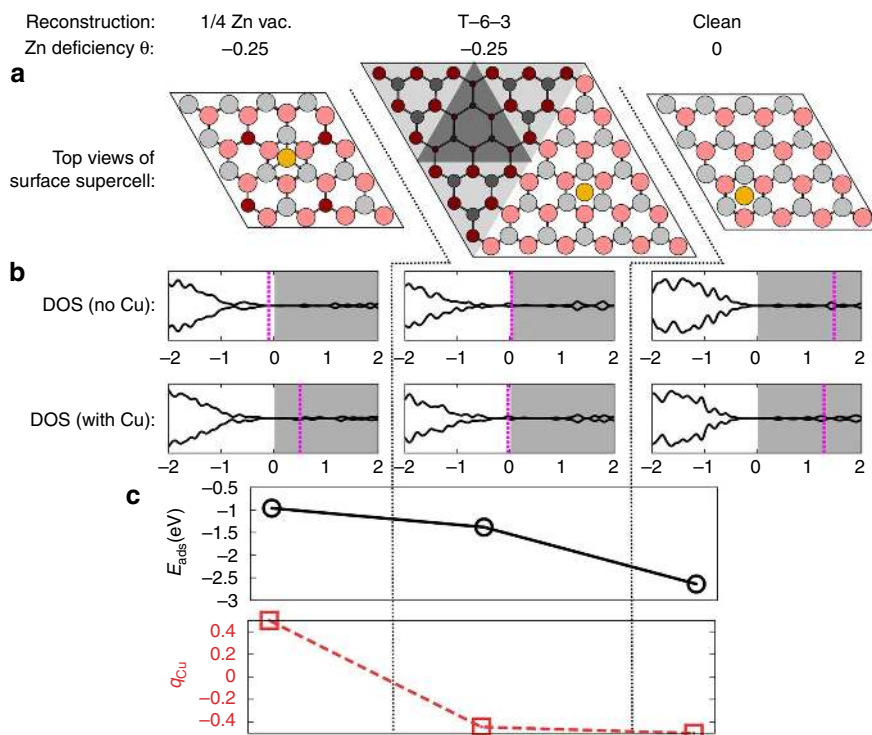 Reconstruction: 1/4 Zn vac. T–6–3 Clean
Zn deficiency θ: –0.25 –0.25 0
a
Top views of
surface supercell:
b
DOS (no Cu):
–2 –1 0 1 2 –2 –1 0 1 2 –2 –1 0 1 2
DOS (with Cu):
–2 –1 0 1 2 –2 –1 0 1 2 –2 –1 0 1 2
c
–0.5
–1
–1.5
–2
–2.5
–3
Eads(eV)
0.4
0.2
0
–0.2
–0.4
qCu